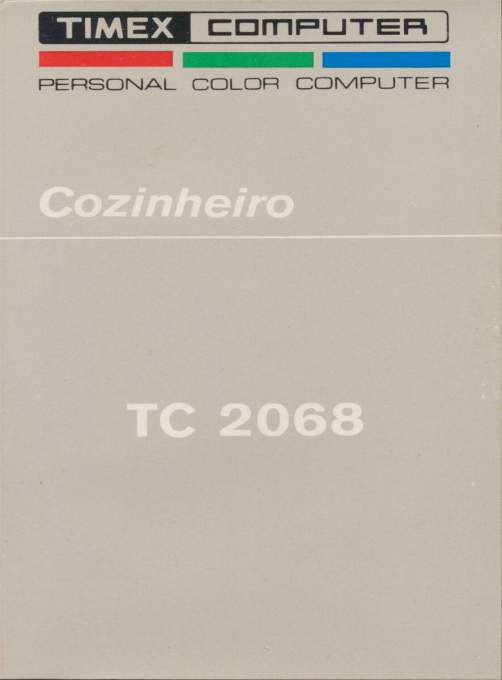 TIMEX COMPUTER
PERSONAL COLOR COMPUTER
Cozinheiro
TC 2068